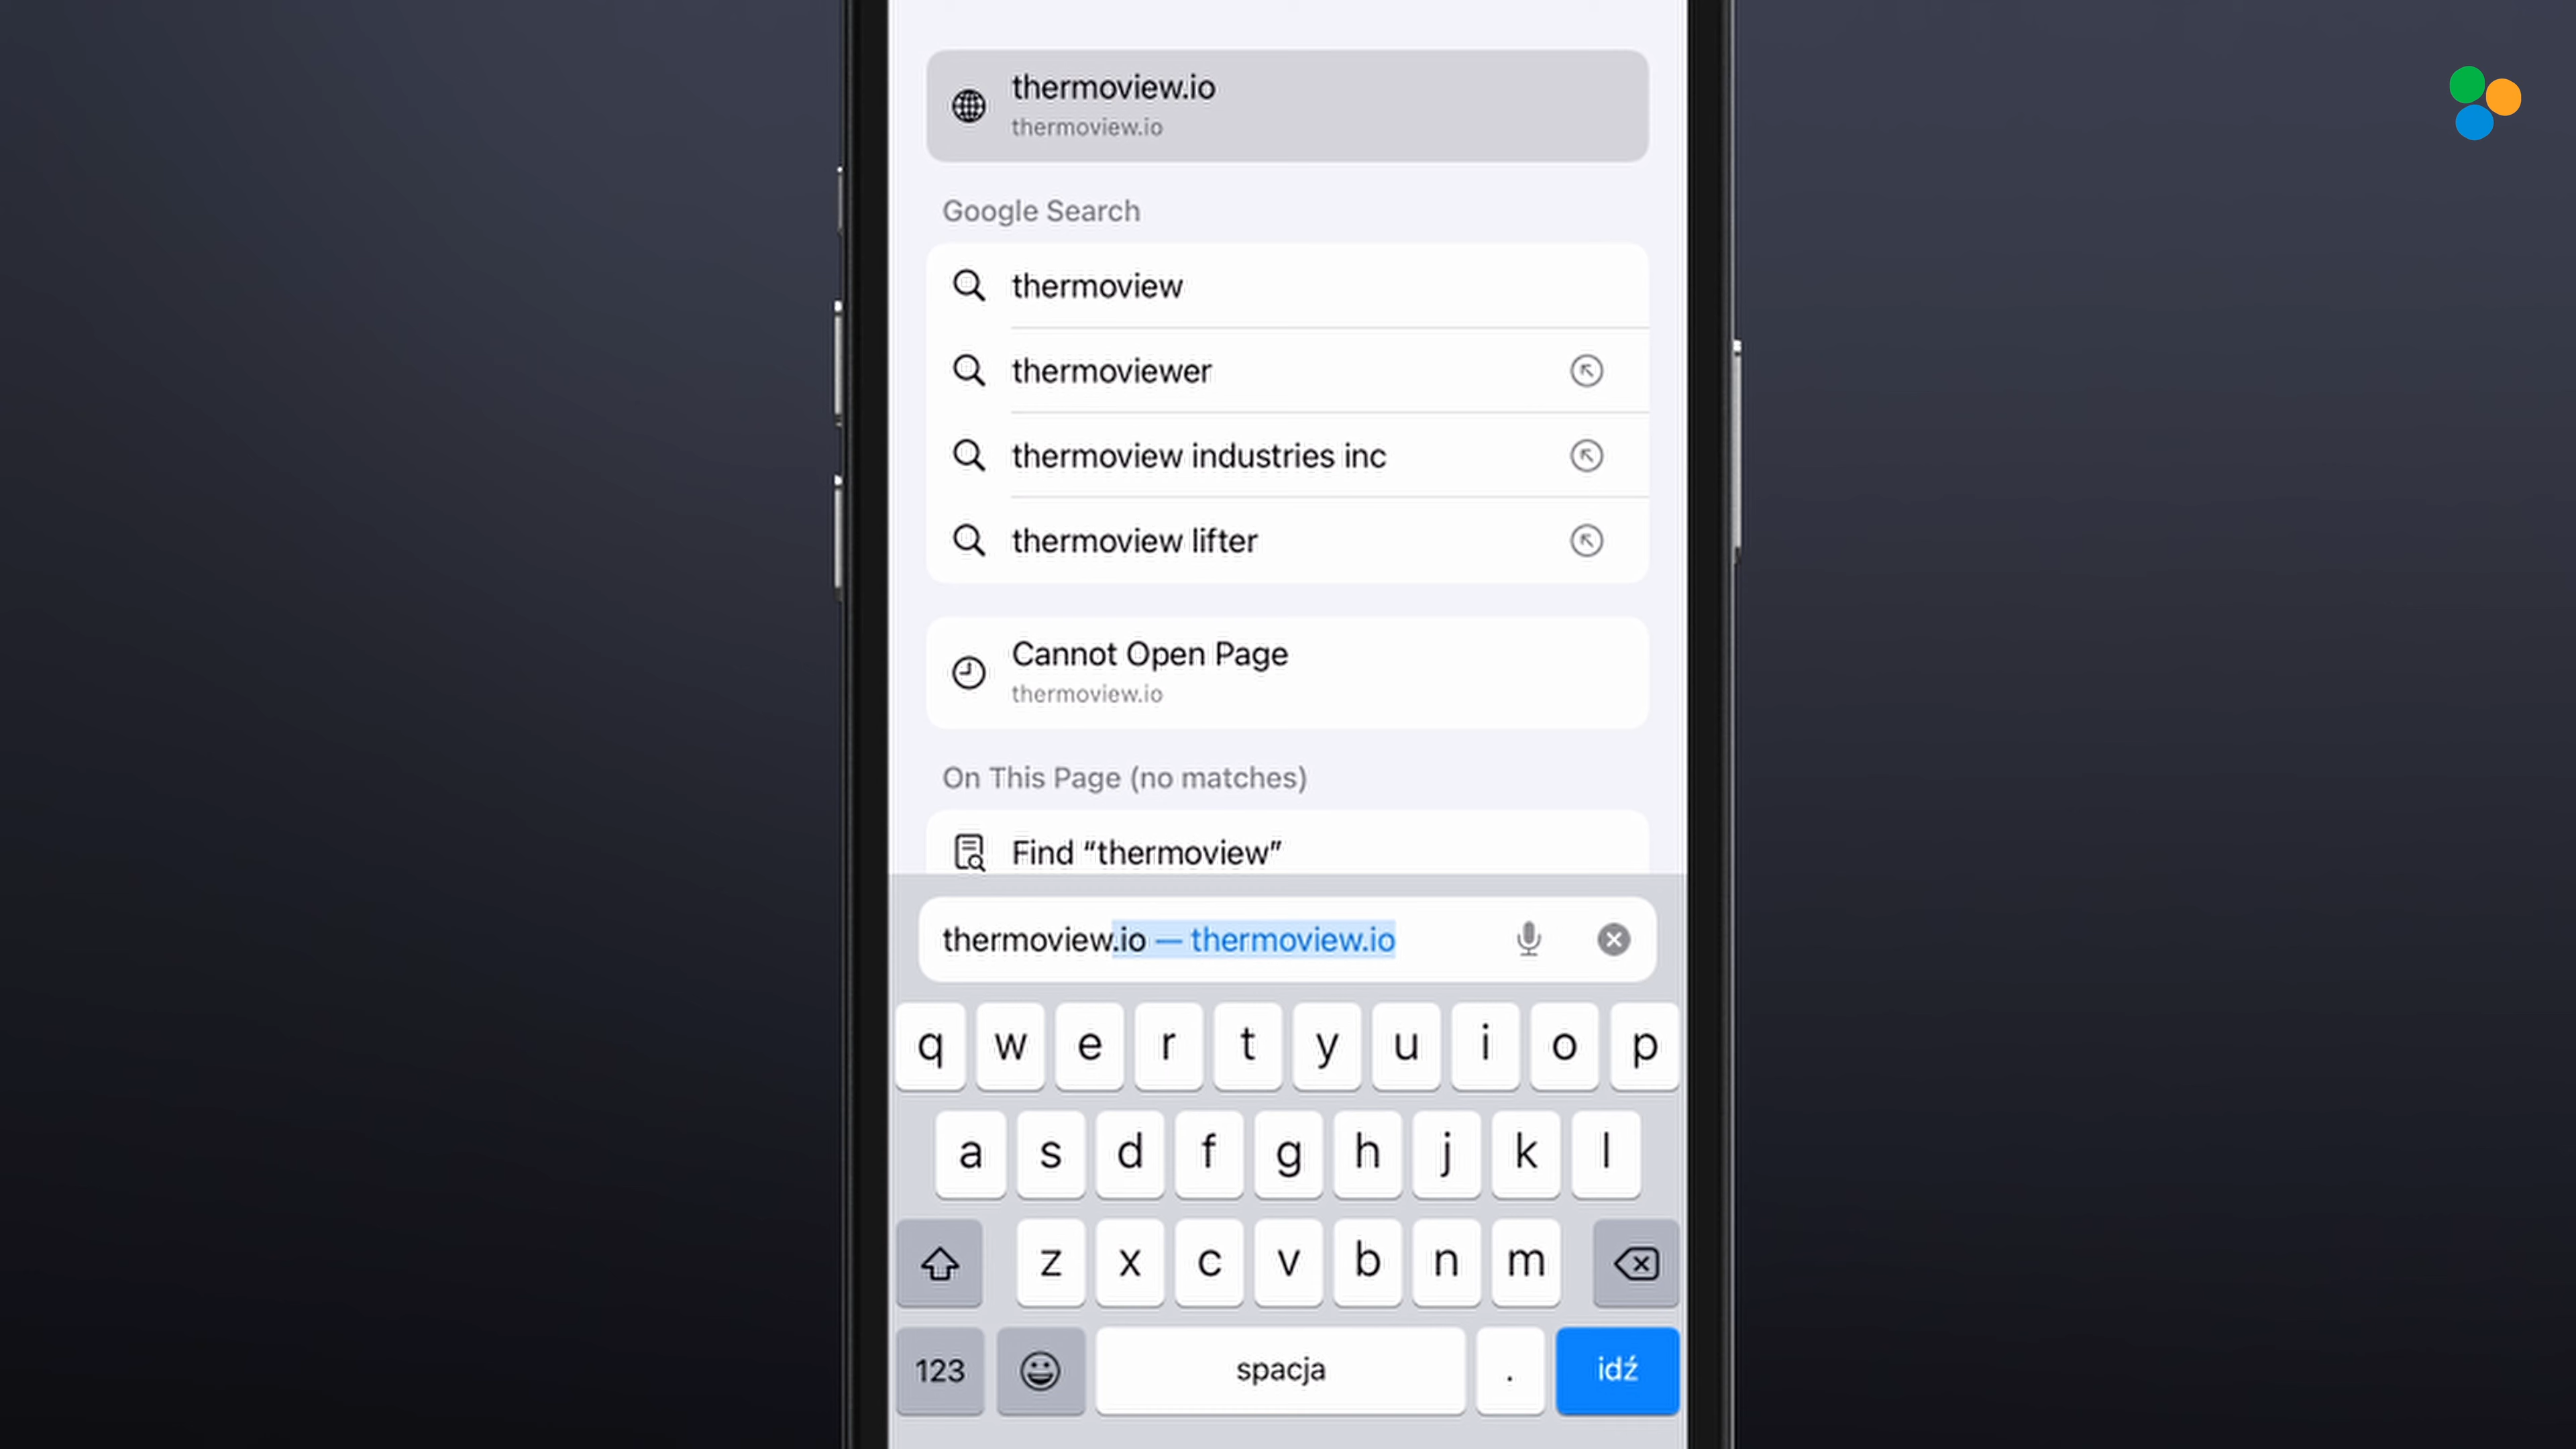 thermoview.io
thermoview.io
Google Search
thermoview
thermoviewer
thermoview industries inc
thermoview lifter
Cannot Open Page
thermoview.io
On This Page (no matches)
Find “thermoview”
thermoview.io — thermoview.io
q w e r t y u i o p
a s d f g h j k l
z x c v b n m
123 spacja . idź